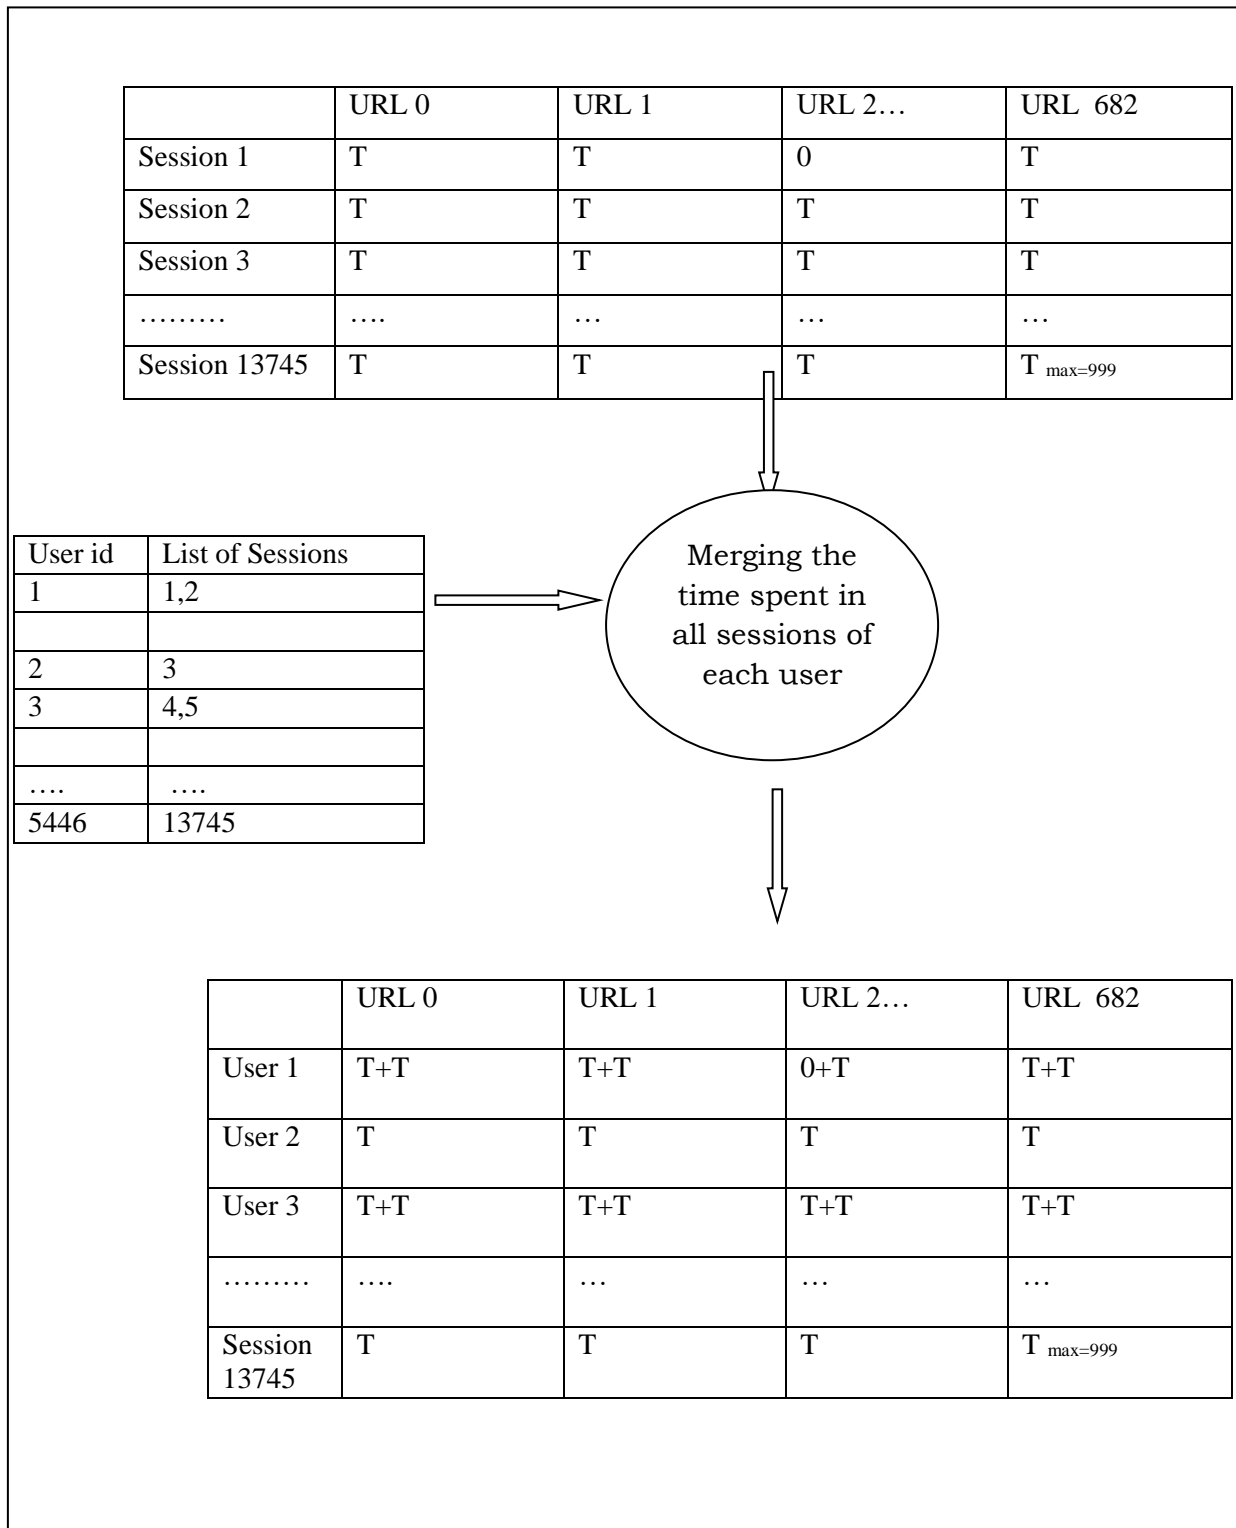 URL 0 URL 1 URL 2… URL 682
Session 1 T T 0 T
Session 2 T T T T
Session 3 T T T T
……… …. … … …
Session 13745 T T T T max=999
User id List of Sessions
1 1,2
2 3
3 4,5
…. ….
5446 13745
Merging the
time spent in
all sessions of
each user
URL 0 URL 1 URL 2… URL 682
User 1 T+T T+T 0+T T+T
User 2 T T T T
User 3 T+T T+T T+T T+T
……… …. … … …
Session T T T T max=999
13745